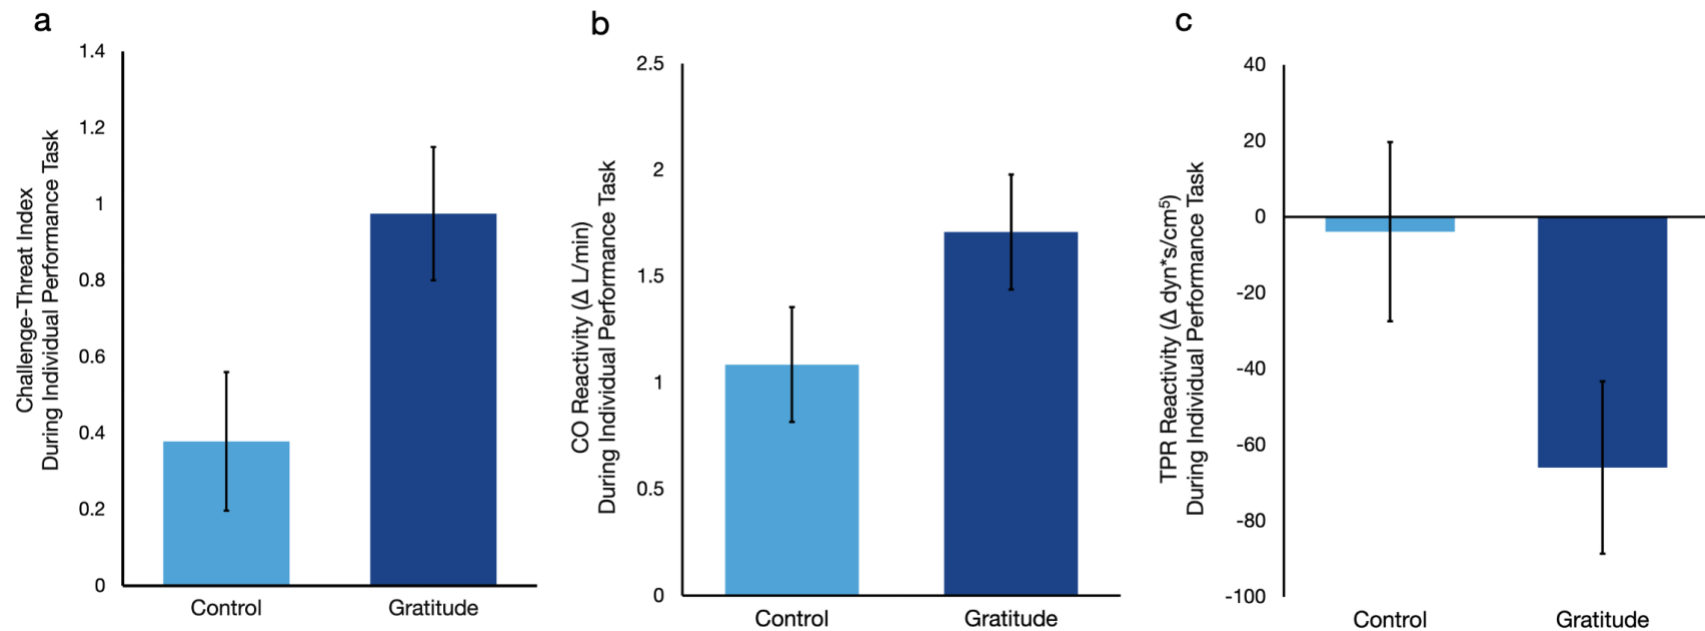 a
Challenge-Threat Index
During Individual Performance Task
1.4
1.2
1
0.8
0.6
0.4
0.2
0
Control
Gratitude
b
CO Reactivity (Δ L/min)
During Individual Performance Task
2.5
2
1.5
1
0.5
0
Control
Gratitude
c
TPR Reactivity (Δ dyn*s/cm⁵)
During Individual Performance Task
40
20
0
-20
-40
-60
-80
-100
Control
Gratitude